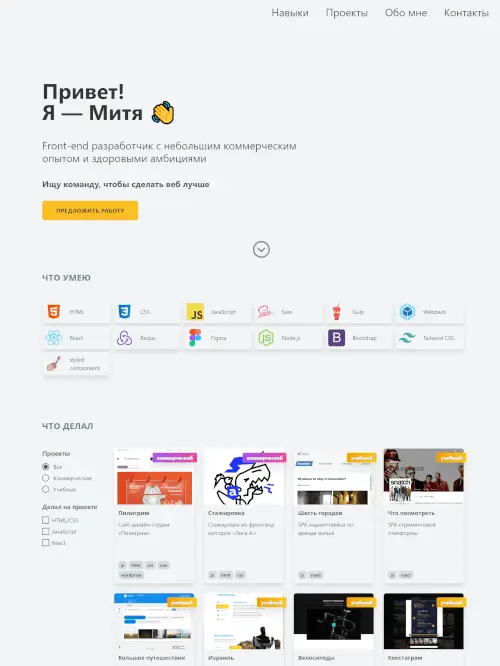 Навыки Проекты Обо мне Контакты
Привет!
Я — Митя
Front-end разработчик с небольшим коммерческим
опытом и здоровыми амбициями
Ищу команду, чтобы сделать веб лучше
ПРЕДЛОЖИТЬ РАБОТУ
ЧТО УМЕЮ
HTML CSS JavaScript Sass Gulp Webpack
React Redux Figma Node.js Bootstrap Tailwind CSS
styled
components
ЧТО ДЕЛАЛ
Проекты
Все
Коммерческие
Учебные
Делал на проекте
HTML/CSS
JavaScript
React
коммерческий
Пилигрим
Сайт дизайн-студии
«Пилигрим»
js html css sass
wordpress
коммерческий
Стажировка
Стажировка во фронтенд
аутсорсе «Лига А.»
js html css
учебный
Шесть городов
SPA маркетплейса по
аренде жилья
js react
учебный
snatch
Что посмотреть
SPA стриминговой
платформы
js react
учебный
Большое путешествие
учебный
Израиль
учебный
Велосипеды
учебный
Кексаграм